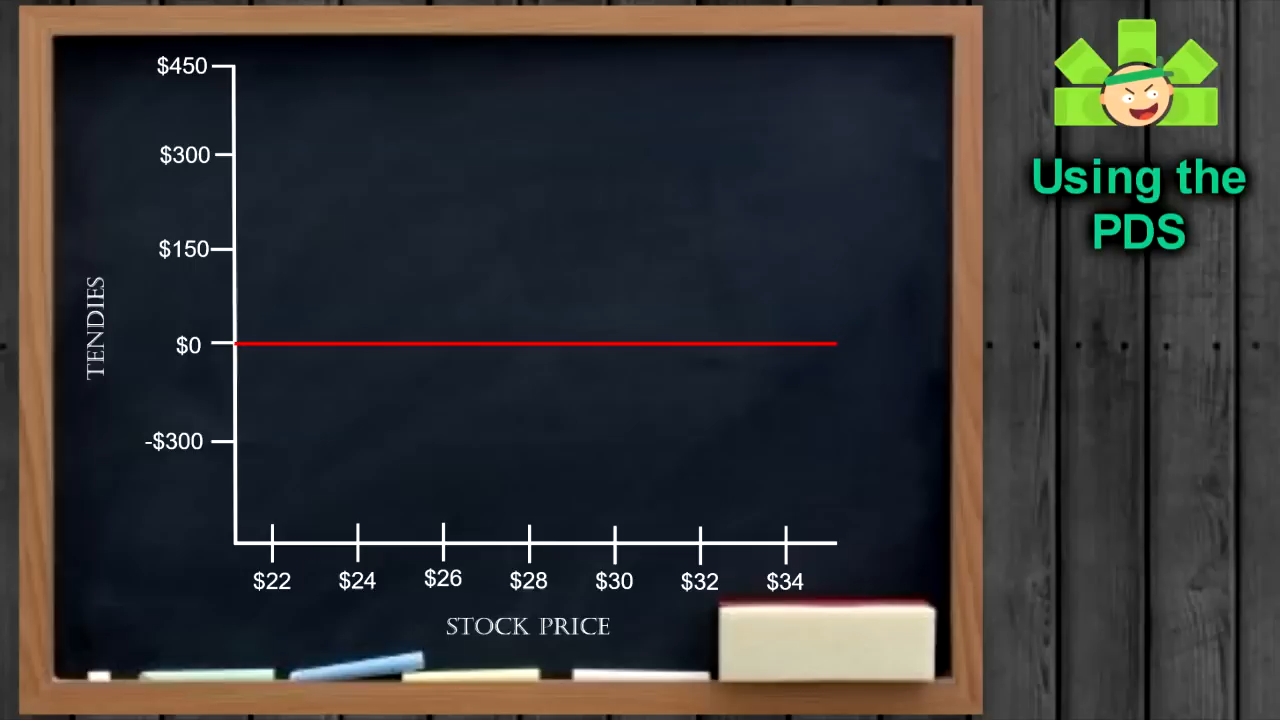 $450
$300
$150
$0
-$300
TENDIES
$22 $24 $26 $28 $30 $32 $34
STOCK PRICE
Using the
PDS